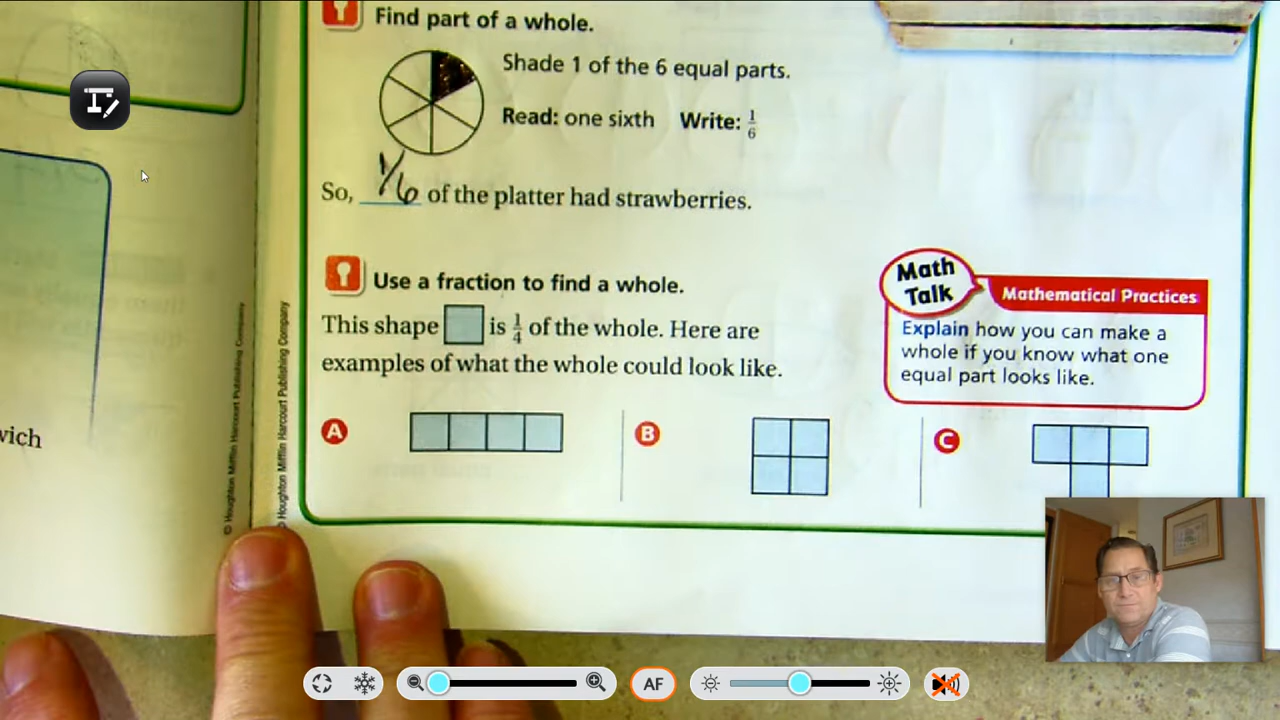 Find part of a whole.
Shade 1 of the 6 equal parts.
Read: one sixth Write: 1/6
So, 1/6 of the platter had strawberries.
Use a fraction to find a whole.
This shape is 1/4 of the whole. Here are
examples of what the whole could look like.
Math
Talk
Mathematical Practices
Explain how you can make a
whole if you know what one
equal part looks like.
A
B
C
wich
© Houghton Mifflin Harcourt Publishing Company
© Houghton Mifflin Harcourt Publishing Company
AF